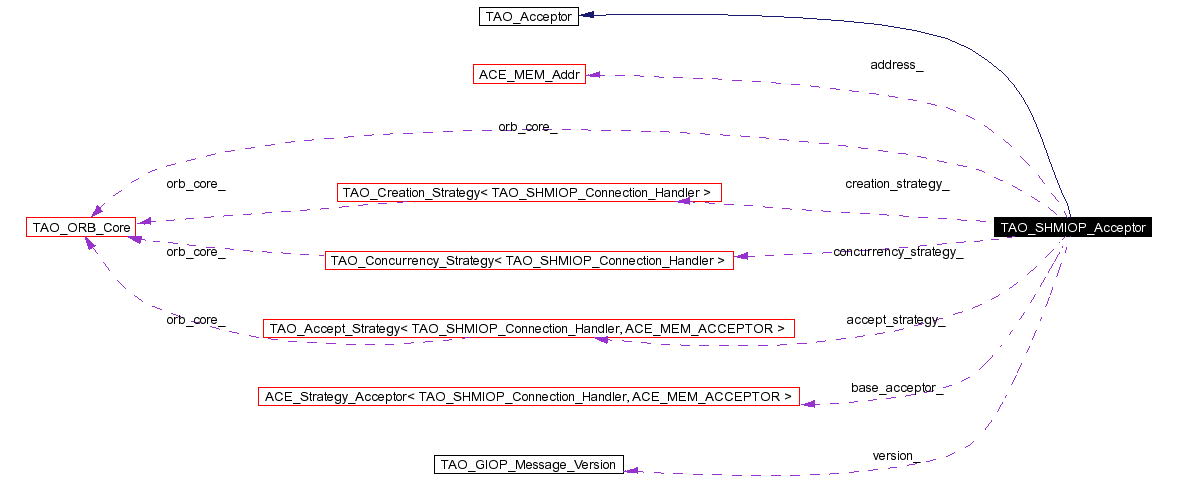 TAO_Acceptor
address_
ACE_MEM_Addr
orb_core_
orb_core_
TAO_Creation_Strategy< TAO_SHMIOP_Connection_Handler >
creation_strategy_
TAO_ORB_Core
TAO_SHMIOP_Acceptor
orb_core_
TAO_Concurrency_Strategy< TAO_SHMIOP_Connection_Handler >
concurrency_strategy_
orb_core_
TAO_Accept_Strategy< TAO_SHMIOP_Connection_Handler, ACE_MEM_ACCEPTOR >
accept_strategy_
ACE_Strategy_Acceptor< TAO_SHMIOP_Connection_Handler, ACE_MEM_ACCEPTOR >
base_acceptor_
TAO_GIOP_Message_Version
version_